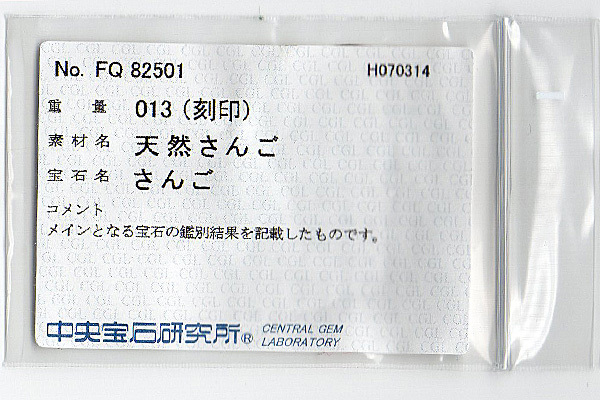 No. FQ 82501 H070314
重量 013 (刻印)
素材名 天然さんご
宝石名 さんご
コメント
メインとなる宝石の鑑別結果を記載したものです。
中央宝石研究所® CENTRAL GEM LABORATORY